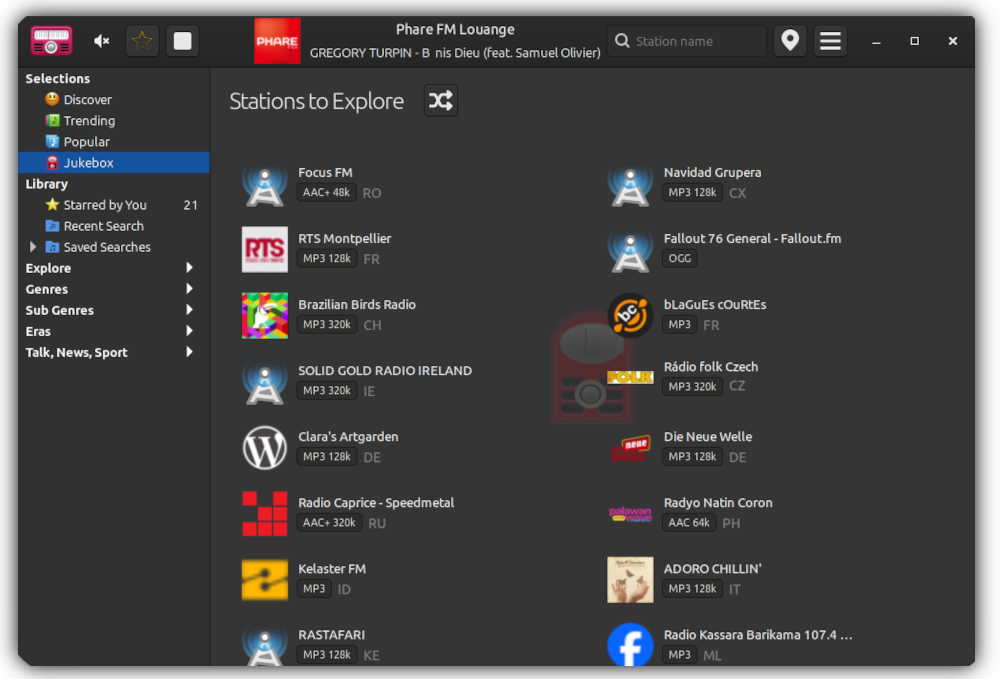 Phare FM Louange
PHARE
GREGORY TURPIN - B nis Dieu (feat. Samuel Olivier)
Station name
Selections
Discover
Trending
Popular
Jukebox
Library
Starred by You 21
Recent Search
Saved Searches
Explore
Genres
Sub Genres
Eras
Talk, News, Sport
Stations to Explore
Focus FM
AAC+ 48k RO
Navidad Grupera
MP3 128k CX
RTS
RTS Montpellier
MP3 128k FR
Fallout 76 General - Fallout.fm
OGG
Brazilian Birds Radio
MP3 320k CH
bc
bLaGuEs cOuRtEs
MP3 FR
SOLID GOLD RADIO IRELAND
MP3 320k IE
FOLK
Rádio folk Czech
MP3 320k CZ
Clara's Artgarden
MP3 128k DE
neue
welle
Die Neue Welle
MP3 128k DE
Radio Caprice - Speedmetal
AAC+ 320k RU
palawan
wave
Radyo Natin Coron
AAC 64k PH
Kelaster FM
MP3 ID
ADORO CHILLIN'
MP3 128k IT
RASTAFARI
MP3 128k KE
Radio Kassara Barikama 107.4 ...
MP3 ML